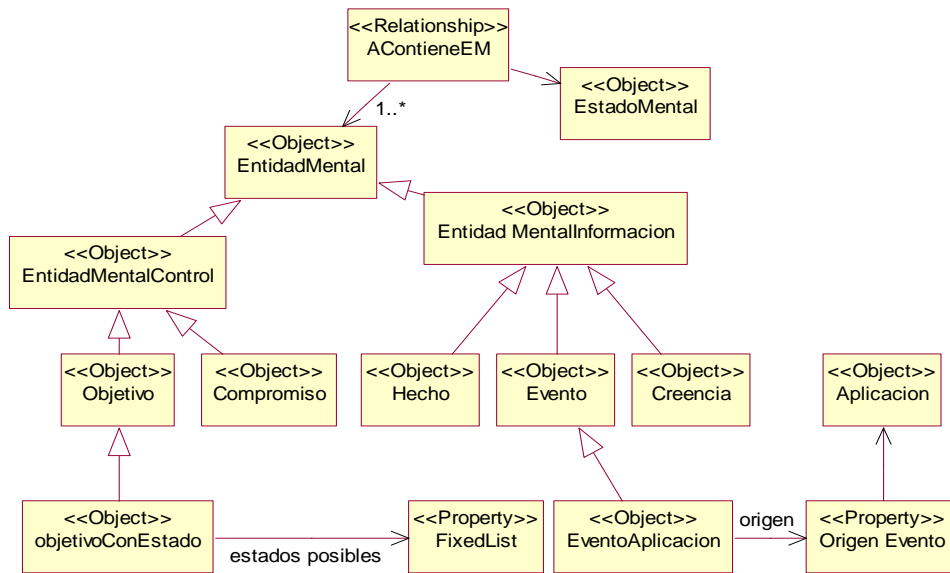 <<Relationship>>
AContieneEM
<<Object>>
EstadoMental
1..*
<<Object>>
EntidadMental
<<Object>>
Entidad MentalInformacion
<<Object>>
EntidadMentalControl
<<Object>>
Objetivo
<<Object>>
Compromiso
<<Object>>
Hecho
<<Object>>
Evento
<<Object>>
Creencia
<<Object>>
Aplicacion
<<Object>>
objetivoConEstado
estados posibles
<<Property>>
FixedList
<<Object>>
EventoAplicacion
origen
<<Property>>
Origen Evento